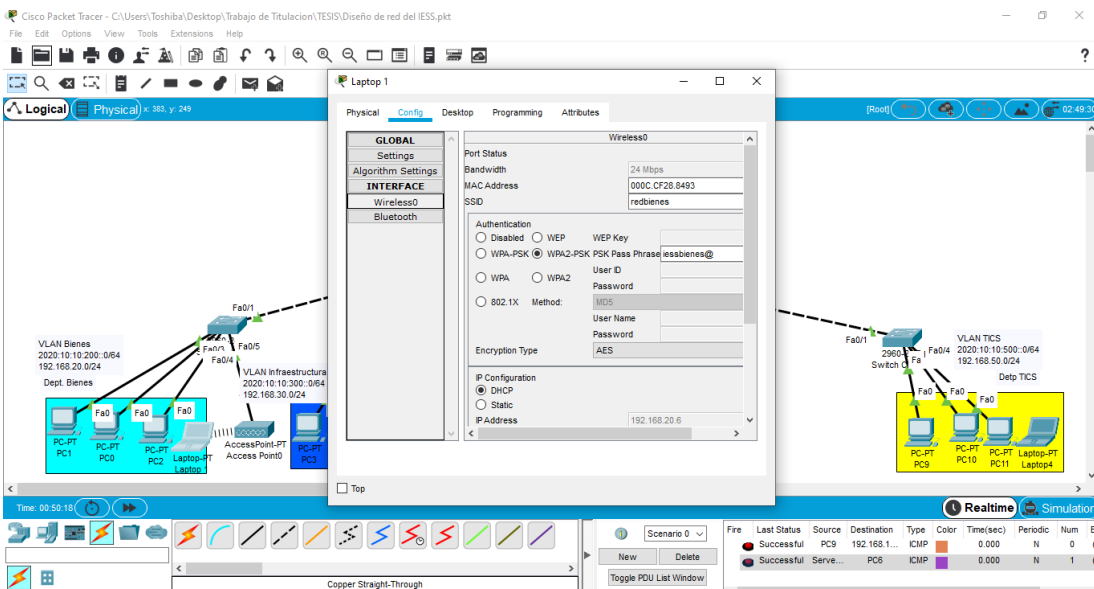 Cisco Packet Tracer - C:\Users\Toshiba\Desktop\Trabajo de Titulacion\TESIS\Diseño de red del IESS.pkt
File Edit Options View Tools Extensions Help
?
Logical Physical x: 383, y: 249 [Root] 02:49:30
Laptop 1
Physical Config Desktop Programming Attributes
GLOBAL
Settings
Algorithm Settings
INTERFACE
Wireless0
Bluetooth
Wireless0
Port Status
Bandwidth 24 Mbps
MAC Address 000C.CF28.8493
SSID redbienes
Authentication
Disabled WEP WEP Key
WPA-PSK WPA2-PSK PSK Pass Phrase iessbienes@
User ID
WPA WPA2
Password
802.1X Method: MD5
User Name
Password
Encryption Type AES
IP Configuration
DHCP
Static
IP Address 192.168.20.6
Top
Fa0/1
Fa0/3
Fa0/5
Fa0/4
VLAN Bienes
2020:10:10:200::0/64
192.168.20.0/24
Dept. Bienes
VLAN Infraestructura
2020:10:10:300::0/64
192.168.30.0/24
Fa0 Fa0 Fa0
PC-PT
PC1
PC-PT
PC0
PC-PT
PC2
Laptop-PT
Laptop 1
AccessPoint-PT
Access Point0
PC-PT
PC3
Fa0/1
2960-
Switch
Fa
Fa0/4
VLAN TICS
2020:10:10:500::0/64
192.168.50.0/24
Detp TICS
Fa0 Fa0 Fa0
PC-PT
PC9
PC-PT
PC10
PC-PT
PC11
Laptop-PT
Laptop4
Time: 00:50:18 Realtime Simulation
Copper Straight-Through
Scenario 0
New Delete
Toggle PDU List Window
Fire Last Status Source Destination Type Color Time(sec) Periodic Num E
Successful PC9 192.168.1... ICMP 0.000 N 0 (
Successful Serve... PC6 ICMP 0.000 N 1 (